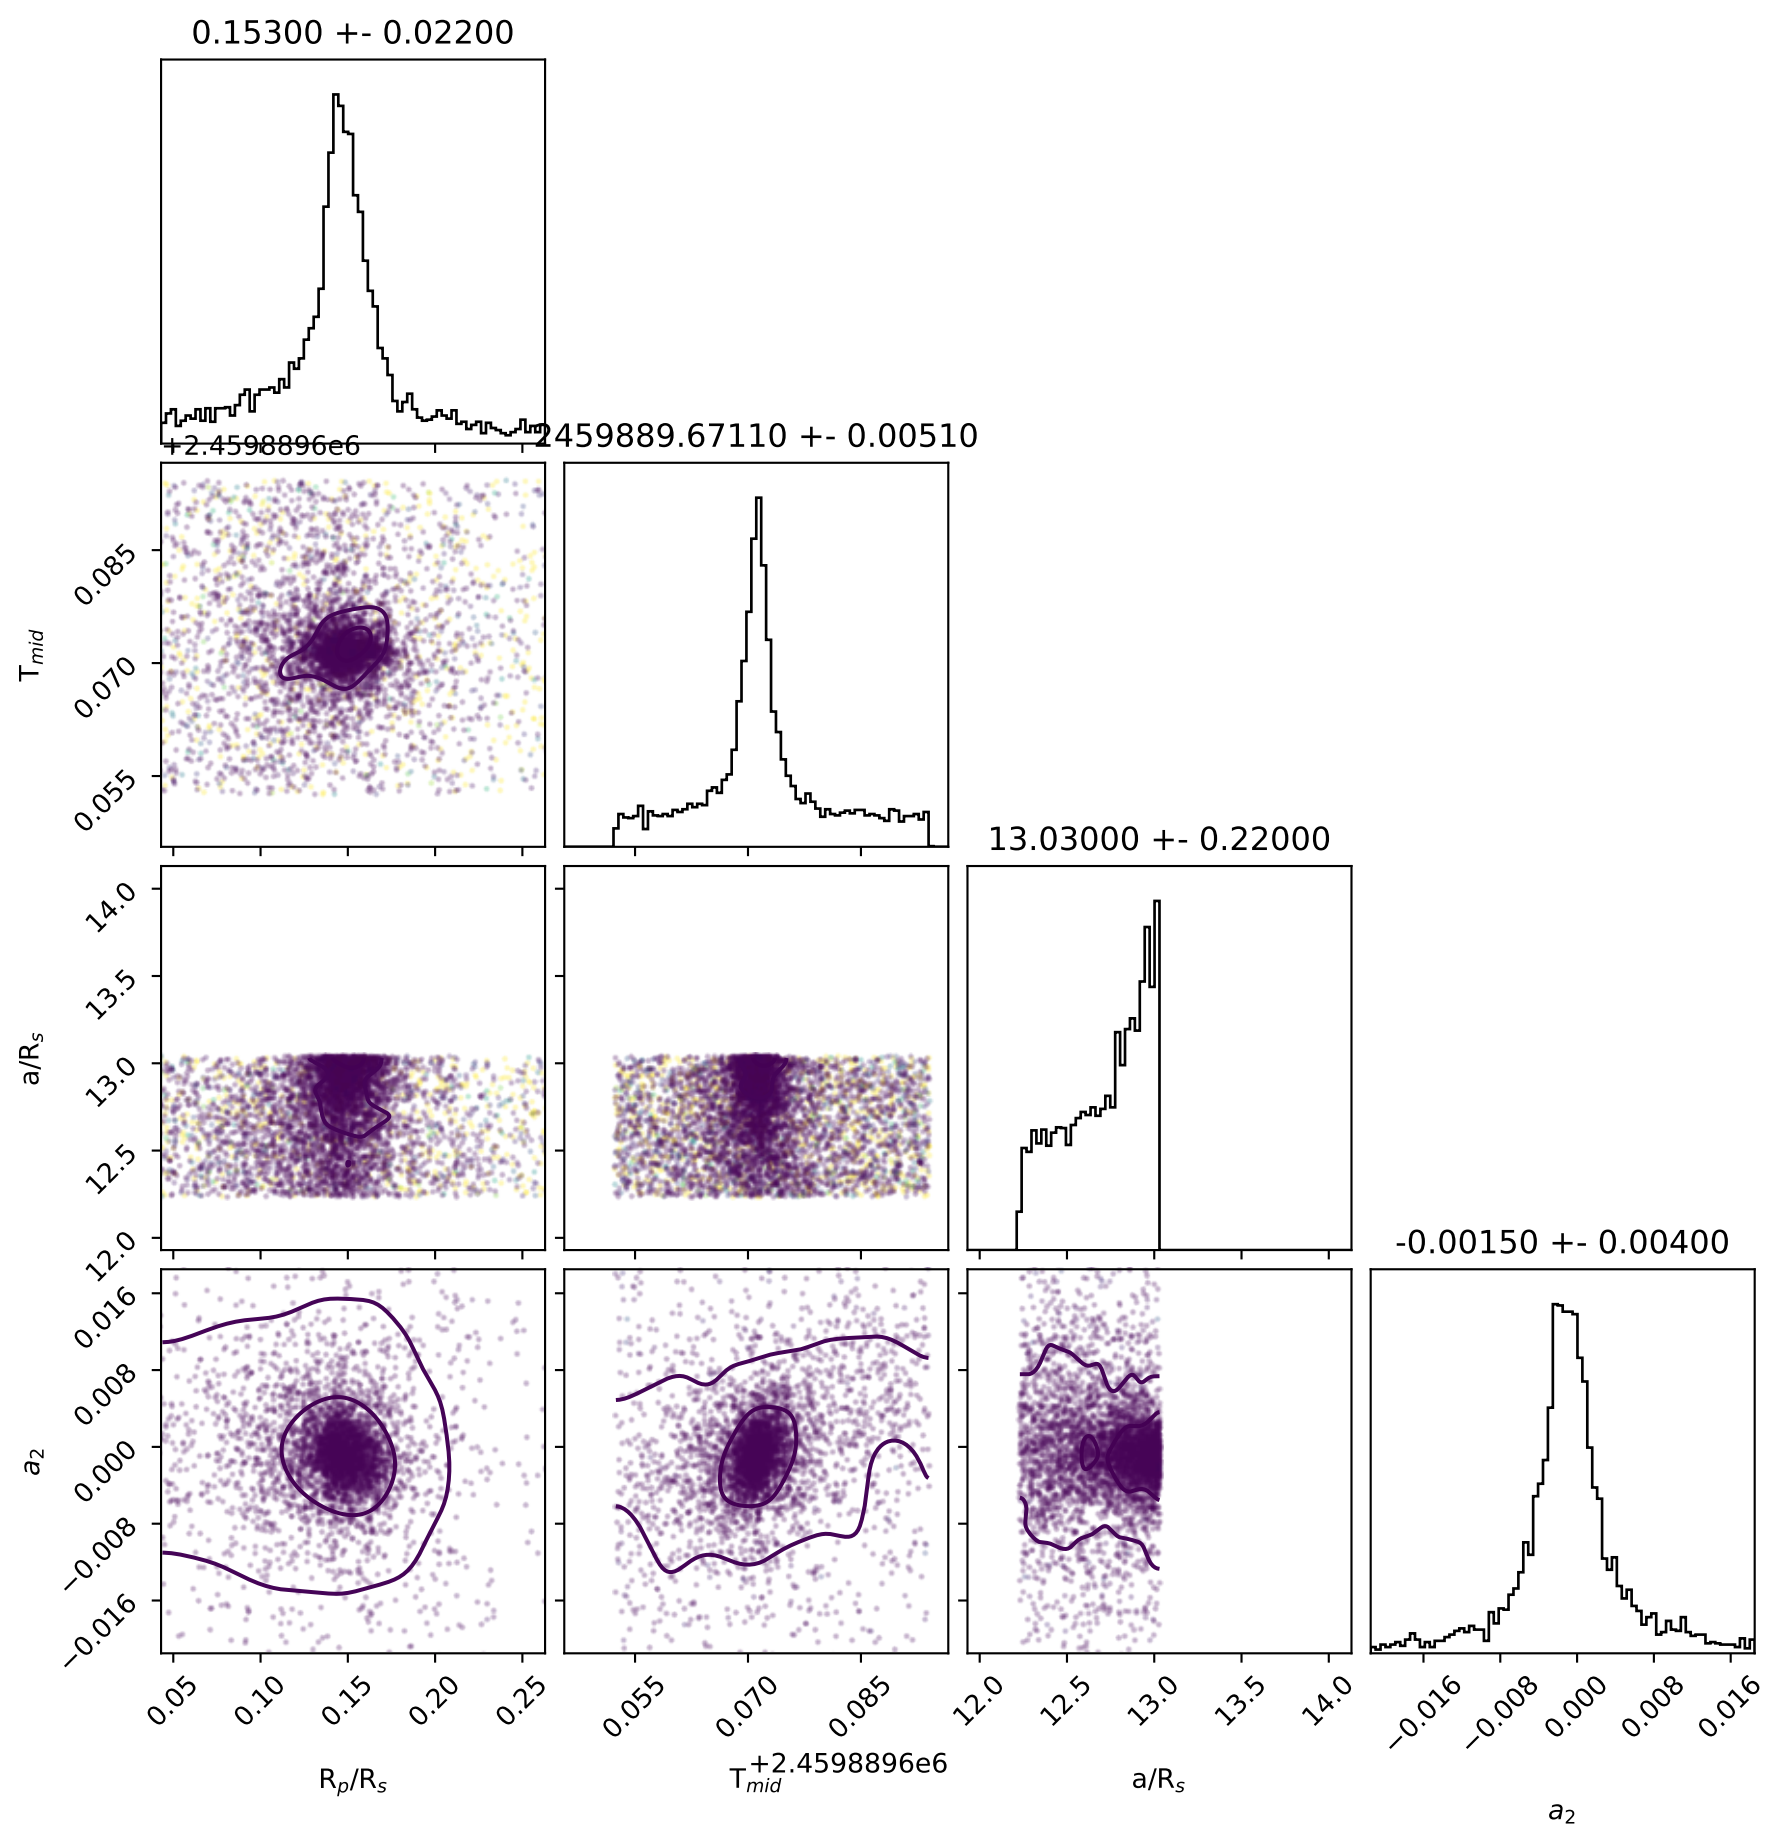 0.15300 +- 0.02200
+2.4598896e6
2459889.67110 +- 0.00510
0.085
0.070
0.055
T_mid
13.03000 +- 0.22000
14.0
13.5
13.0
12.5
12.0
a/R_s
-0.00150 +- 0.00400
0.016
0.008
0.000
−0.008
−0.016
a_2
0.05 0.10 0.15 0.20 0.25
0.055 0.070 0.085
12.0 12.5 13.0 13.5 14.0
−0.016 −0.008 0.000 0.008 0.016
+2.4598896e6
R_p/R_s
T_mid
a/R_s
a_2